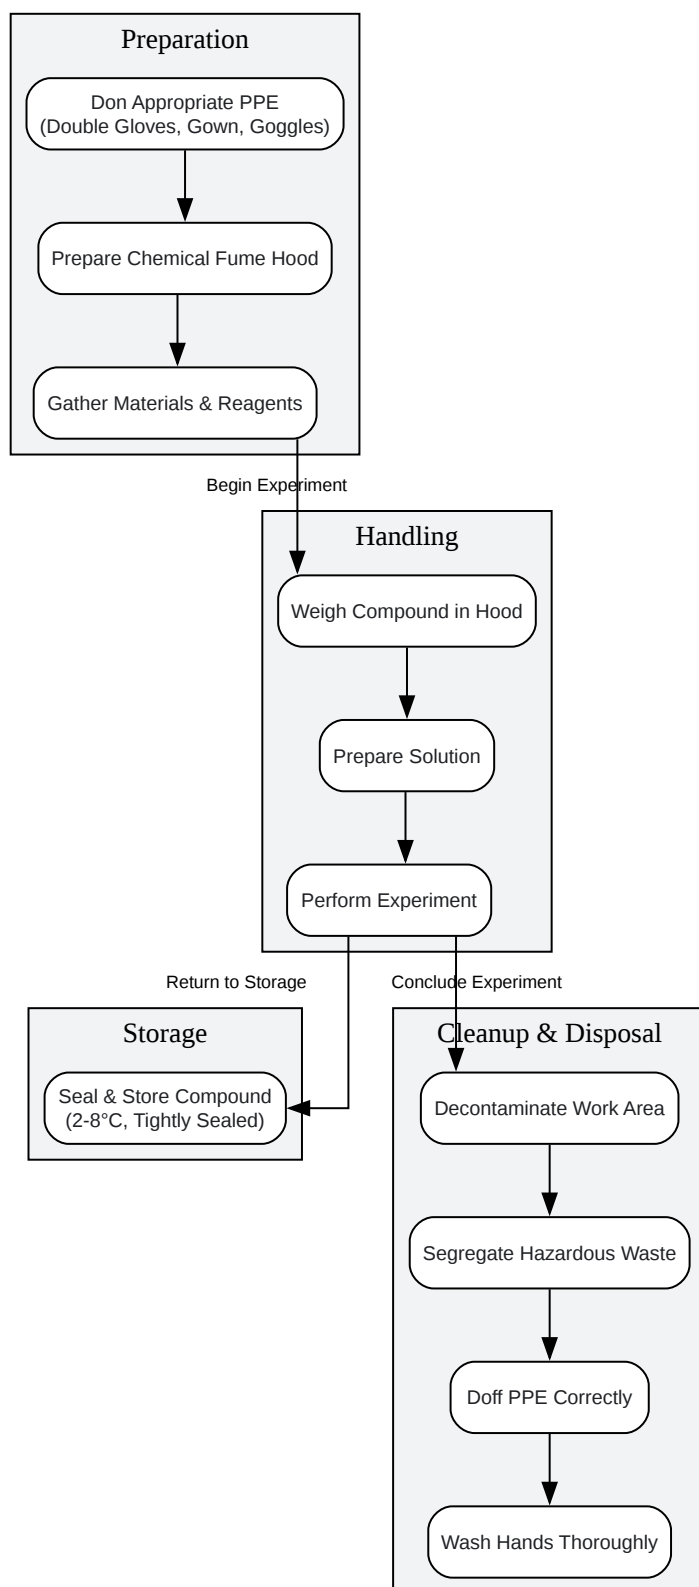 Preparation
Don Appropriate PPE
(Double Gloves, Gown, Goggles)
Prepare Chemical Fume Hood
Gather Materials & Reagents
Begin Experiment
Handling
Weigh Compound in Hood
Prepare Solution
Perform Experiment
Return to Storage
Conclude Experiment
Storage
Seal & Store Compound
(2-8°C, Tightly Sealed)
Cleanup & Disposal
Decontaminate Work Area
Segregate Hazardous Waste
Doff PPE Correctly
Wash Hands Thoroughly